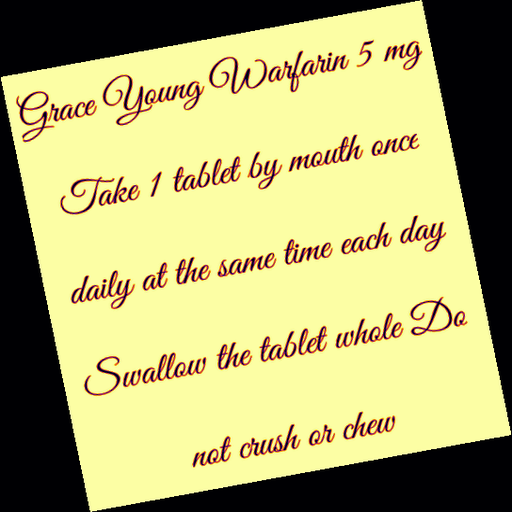 Grace Young Warfarin 5 mg
Take 1 tablet by mouth once
daily at the same time each day
Swallow the tablet whole Do
not crush or chew